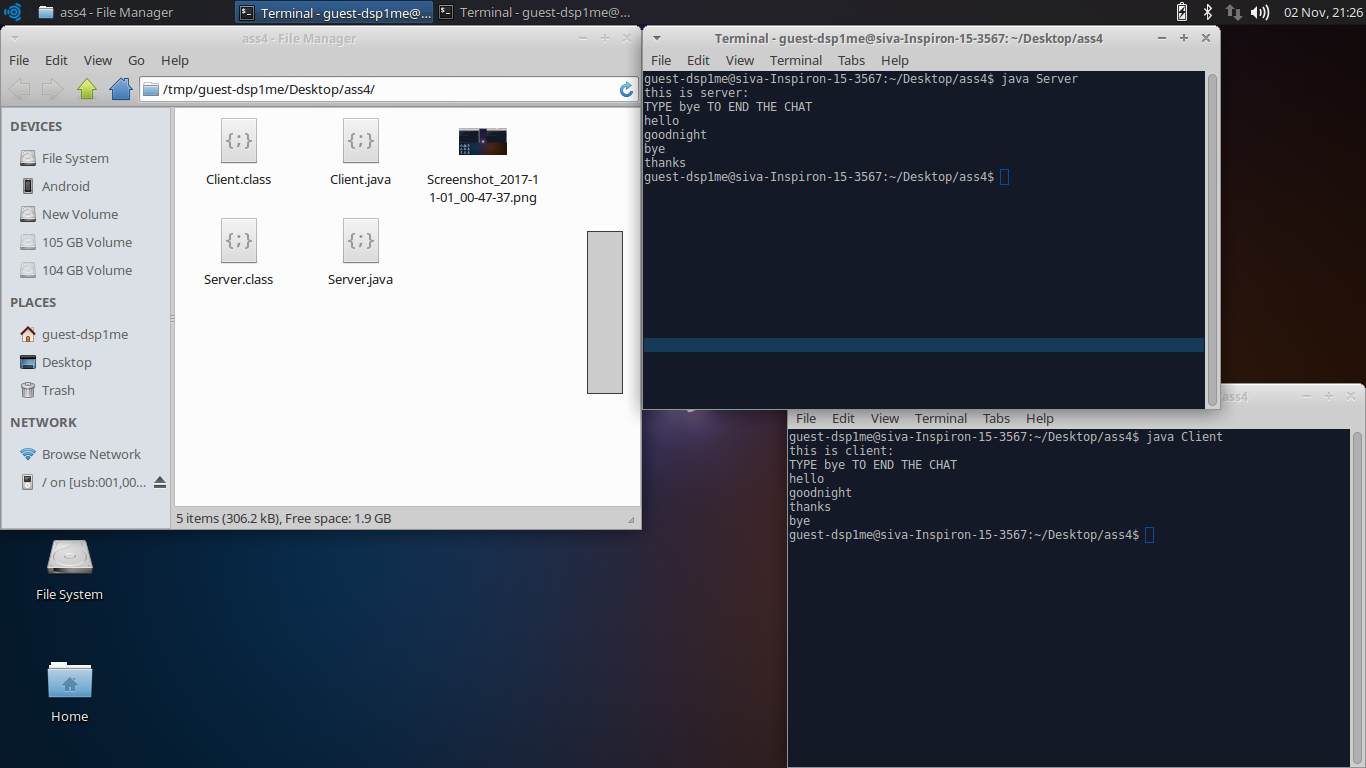 ass4 - File Manager
Terminal - guest-dsp1me@...
Terminal - guest-dsp1me@...
02 Nov, 21:26
ass4 - File Manager
File Edit View Go Help
/tmp/guest-dsp1me/Desktop/ass4/
DEVICES
File System
Android
New Volume
105 GB Volume
104 GB Volume
PLACES
guest-dsp1me
Desktop
Trash
NETWORK
Browse Network
/ on [usb:001,00...
Client.class
Client.java
Screenshot_2017-1
1-01_00-47-37.png
Server.class
Server.java
5 items (306.2 kB), Free space: 1.9 GB
Terminal - guest-dsp1me@siva-Inspiron-15-3567: ~/Desktop/ass4
File Edit View Terminal Tabs Help
guest-dsp1me@siva-Inspiron-15-3567:~/Desktop/ass4$ java Server
this is server:
TYPE bye TO END THE CHAT
hello
goodnight
bye
thanks
guest-dsp1me@siva-Inspiron-15-3567:~/Desktop/ass4$
ass4
File Edit View Terminal Tabs Help
guest-dsp1me@siva-Inspiron-15-3567:~/Desktop/ass4$ java Client
this is client:
TYPE bye TO END THE CHAT
hello
goodnight
thanks
bye
guest-dsp1me@siva-Inspiron-15-3567:~/Desktop/ass4$
File System
Home